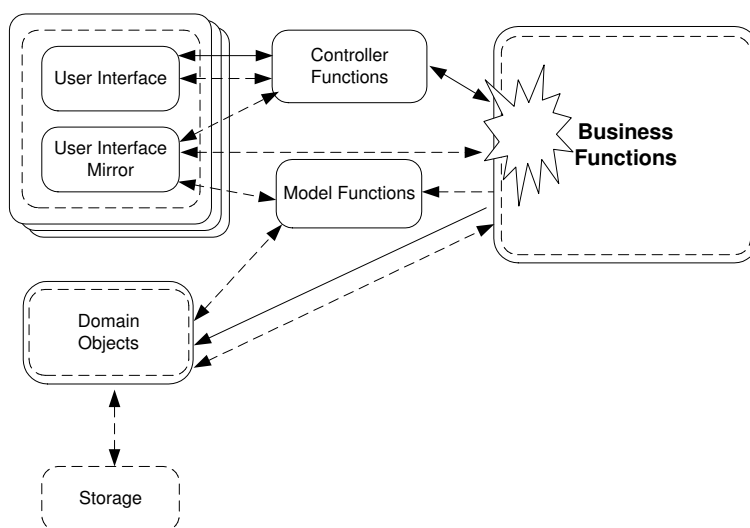 User Interface
User Interface
Mirror
Controller
Functions
Model Functions
Business
Functions
Domain
Objects
Storage